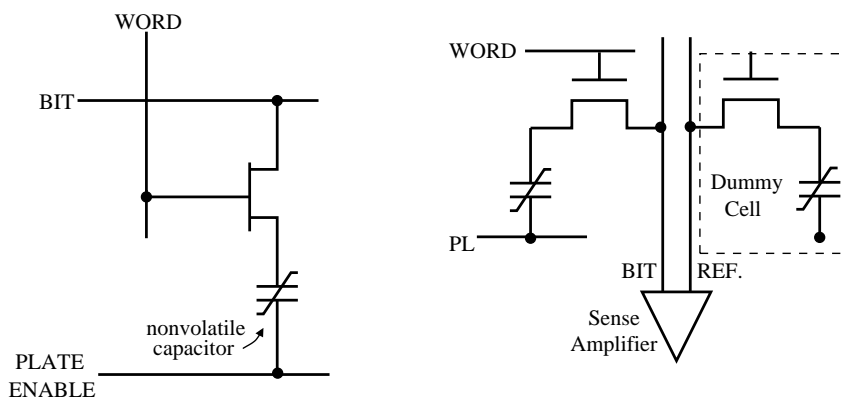 WORD
BIT
nonvolatile
capacitor
PLATE
ENABLE
WORD
Dummy
Cell
PL
BIT
REF.
Sense
Amplifier